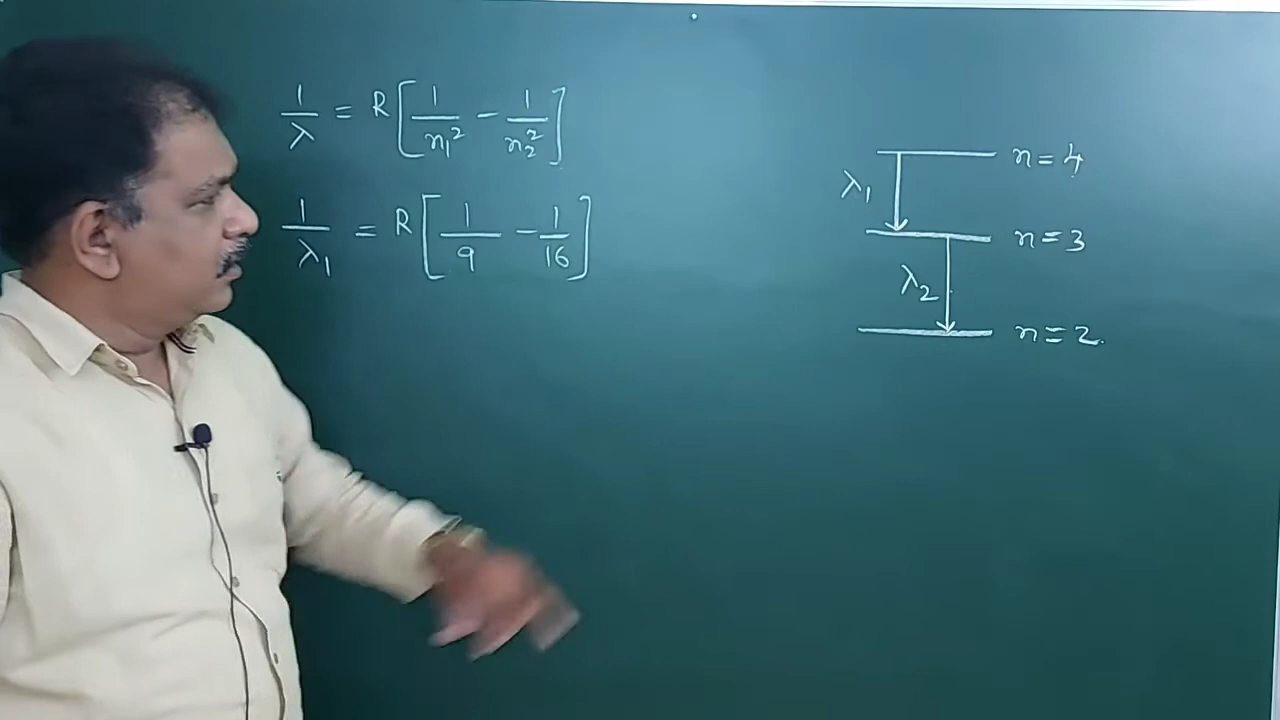 1/λ = R[1/n₁² − 1/n₂²]
1/λ₁ = R[1/9 − 1/16]
n=4
λ₁
n=3
λ₂
n=2.